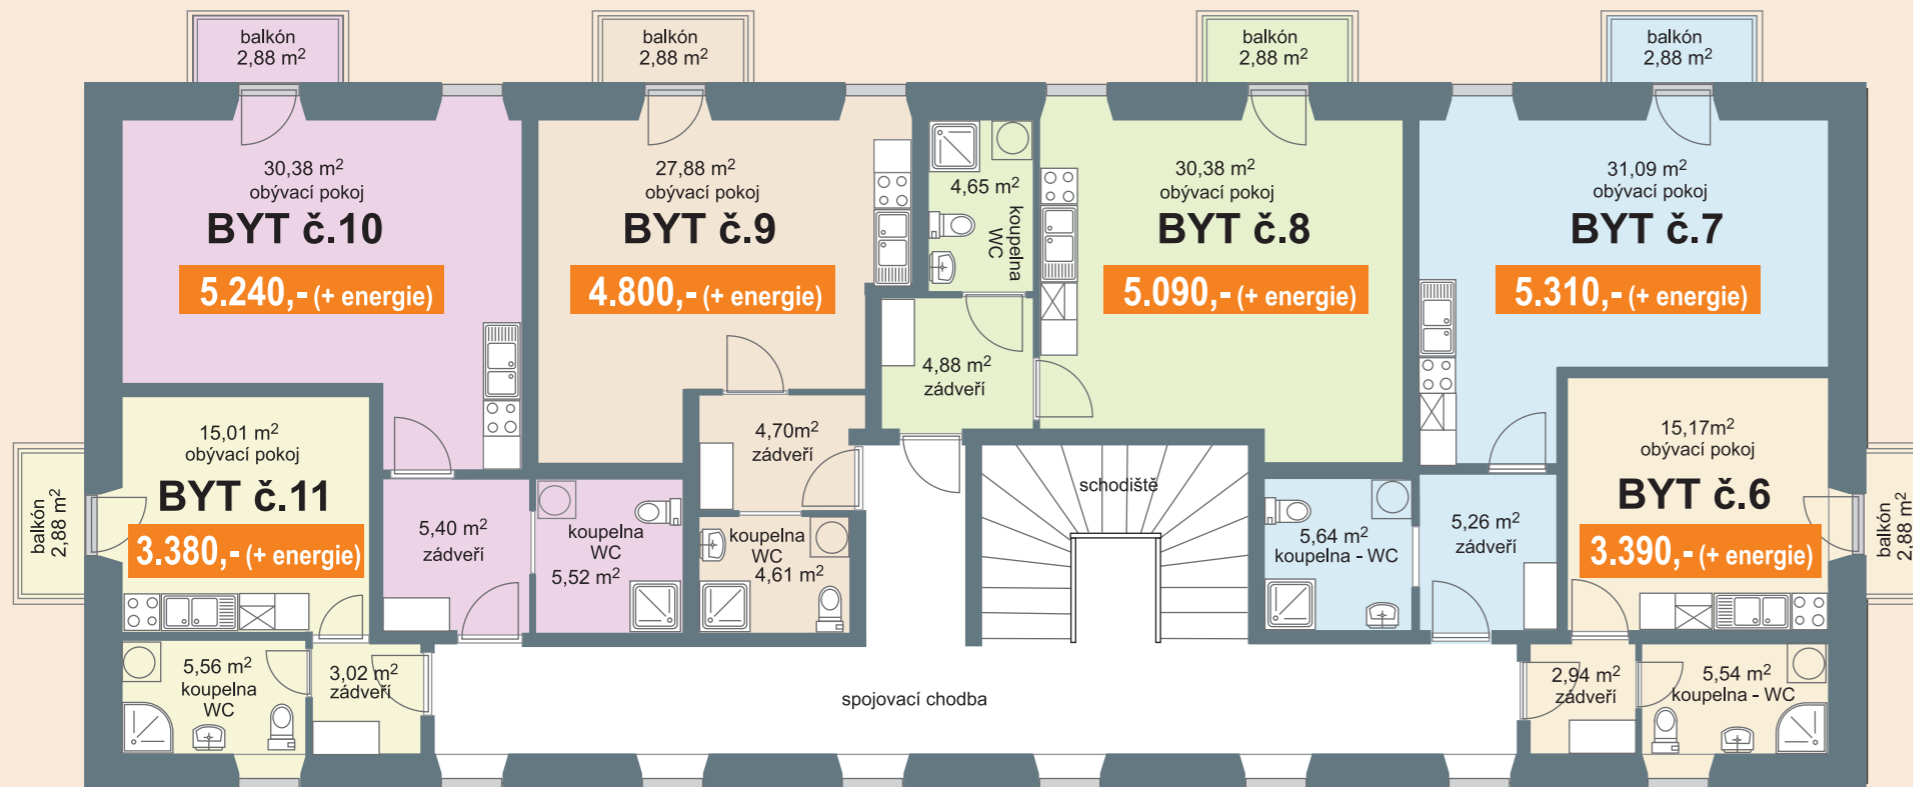 balkón
2,88 m²
balkón
2,88 m²
balkón
2,88 m²
balkón
2,88 m²
30,38 m²
obývací pokoj
BYT č.10
5.240,- (+ energie)
27,88 m²
obývací pokoj
BYT č.9
4.800,- (+ energie)
4,65 m²
koupelna
WC
4,88 m²
zádveří
30,38 m²
obývací pokoj
BYT č.8
5.090,- (+ energie)
31,09 m²
obývací pokoj
BYT č.7
5.310,- (+ energie)
balkón
2,88 m²
15,01 m²
obývací pokoj
BYT č.11
3.380,- (+ energie)
5,40 m²
zádveří
koupelna
WC
5,52 m²
4,70m²
zádveří
koupelna
WC
4,61 m²
schodiště
5,64 m²
koupelna - WC
5,26 m²
zádveří
15,17m²
obývací pokoj
BYT č.6
3.390,- (+ energie)
balkón
2,88 m²
5,56 m²
koupelna
WC
3,02 m²
zádveří
spojovací chodba
2,94 m²
zádveří
5,54 m²
koupelna - WC